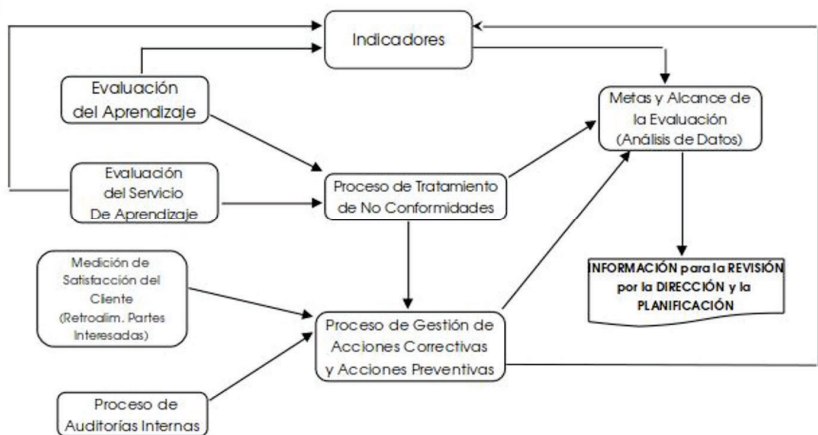 Indicadores
Evaluación
del Aprendizaje
Metas y Alcance de
la Evaluación
(Análisis de Datos)
Evaluación
del Servicio
De Aprendizaje
Proceso de Tratamiento
de No Conformidades
Medición de
Satisfacción del
Cliente
(Retroalim. Partes
Interesadas)
INFORMACIÓN para la REVISIÓN
por la DIRECCIÓN y la
PLANIFICACIÓN
Proceso de Gestión de
Acciones Correctivas
y Acciones Preventivas
Proceso de
Auditorías Internas